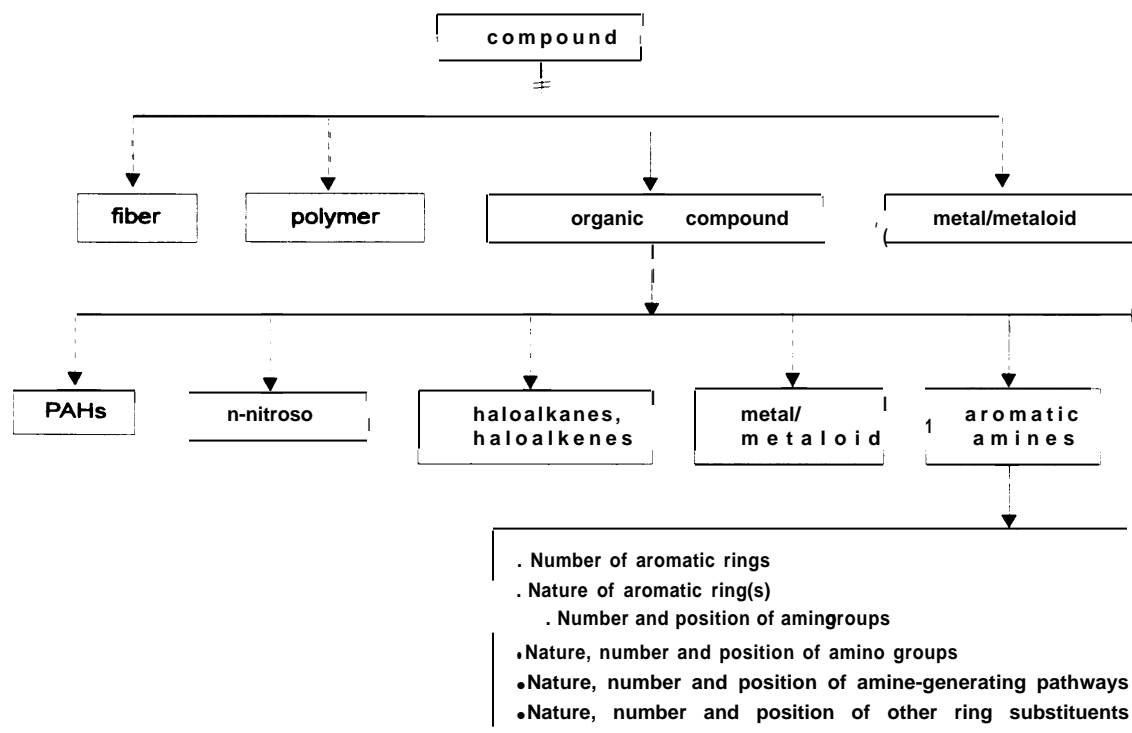 compound
fiber
polymer
organic compound
metal/metaloid
PAHs
n-nitroso
haloalkanes,
haloalkenes
metal/
metaloid
aromatic
amines
. Number of aromatic rings
. Nature of aromatic ring(s)
. Number and position of amingroups
•Nature, number and position of amino groups
•Nature, number and position of amine-generating pathways
•Nature, number and position of other ring substituents